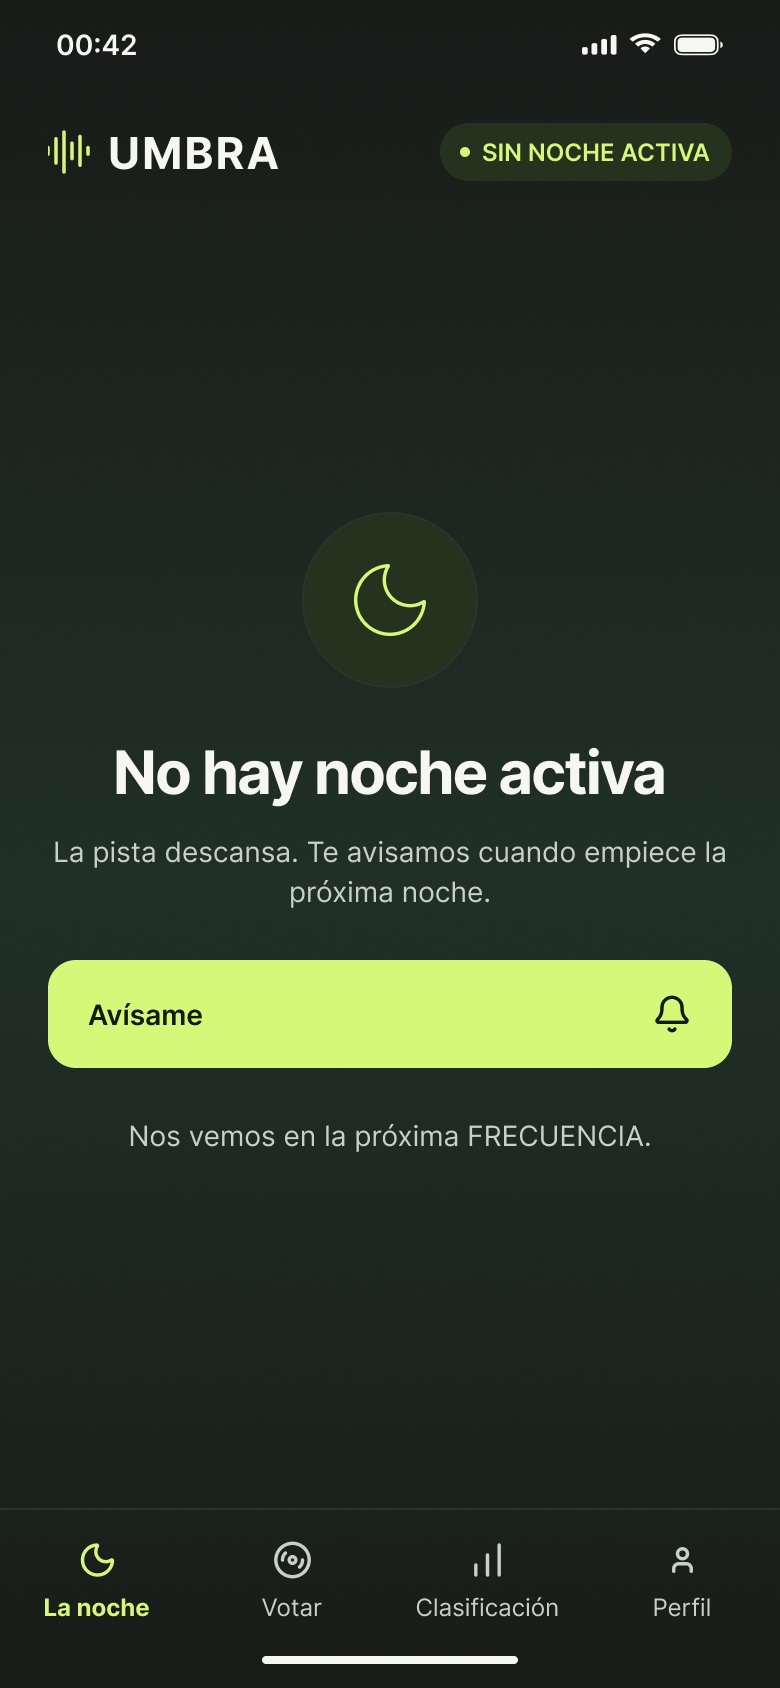 00:42
UMBRA
SIN NOCHE ACTIVA
No hay noche activa
La pista descansa. Te avisamos cuando empiece la
próxima noche.
Avísame
Nos vemos en la próxima FRECUENCIA.
La noche
Votar
Clasificación
Perfil